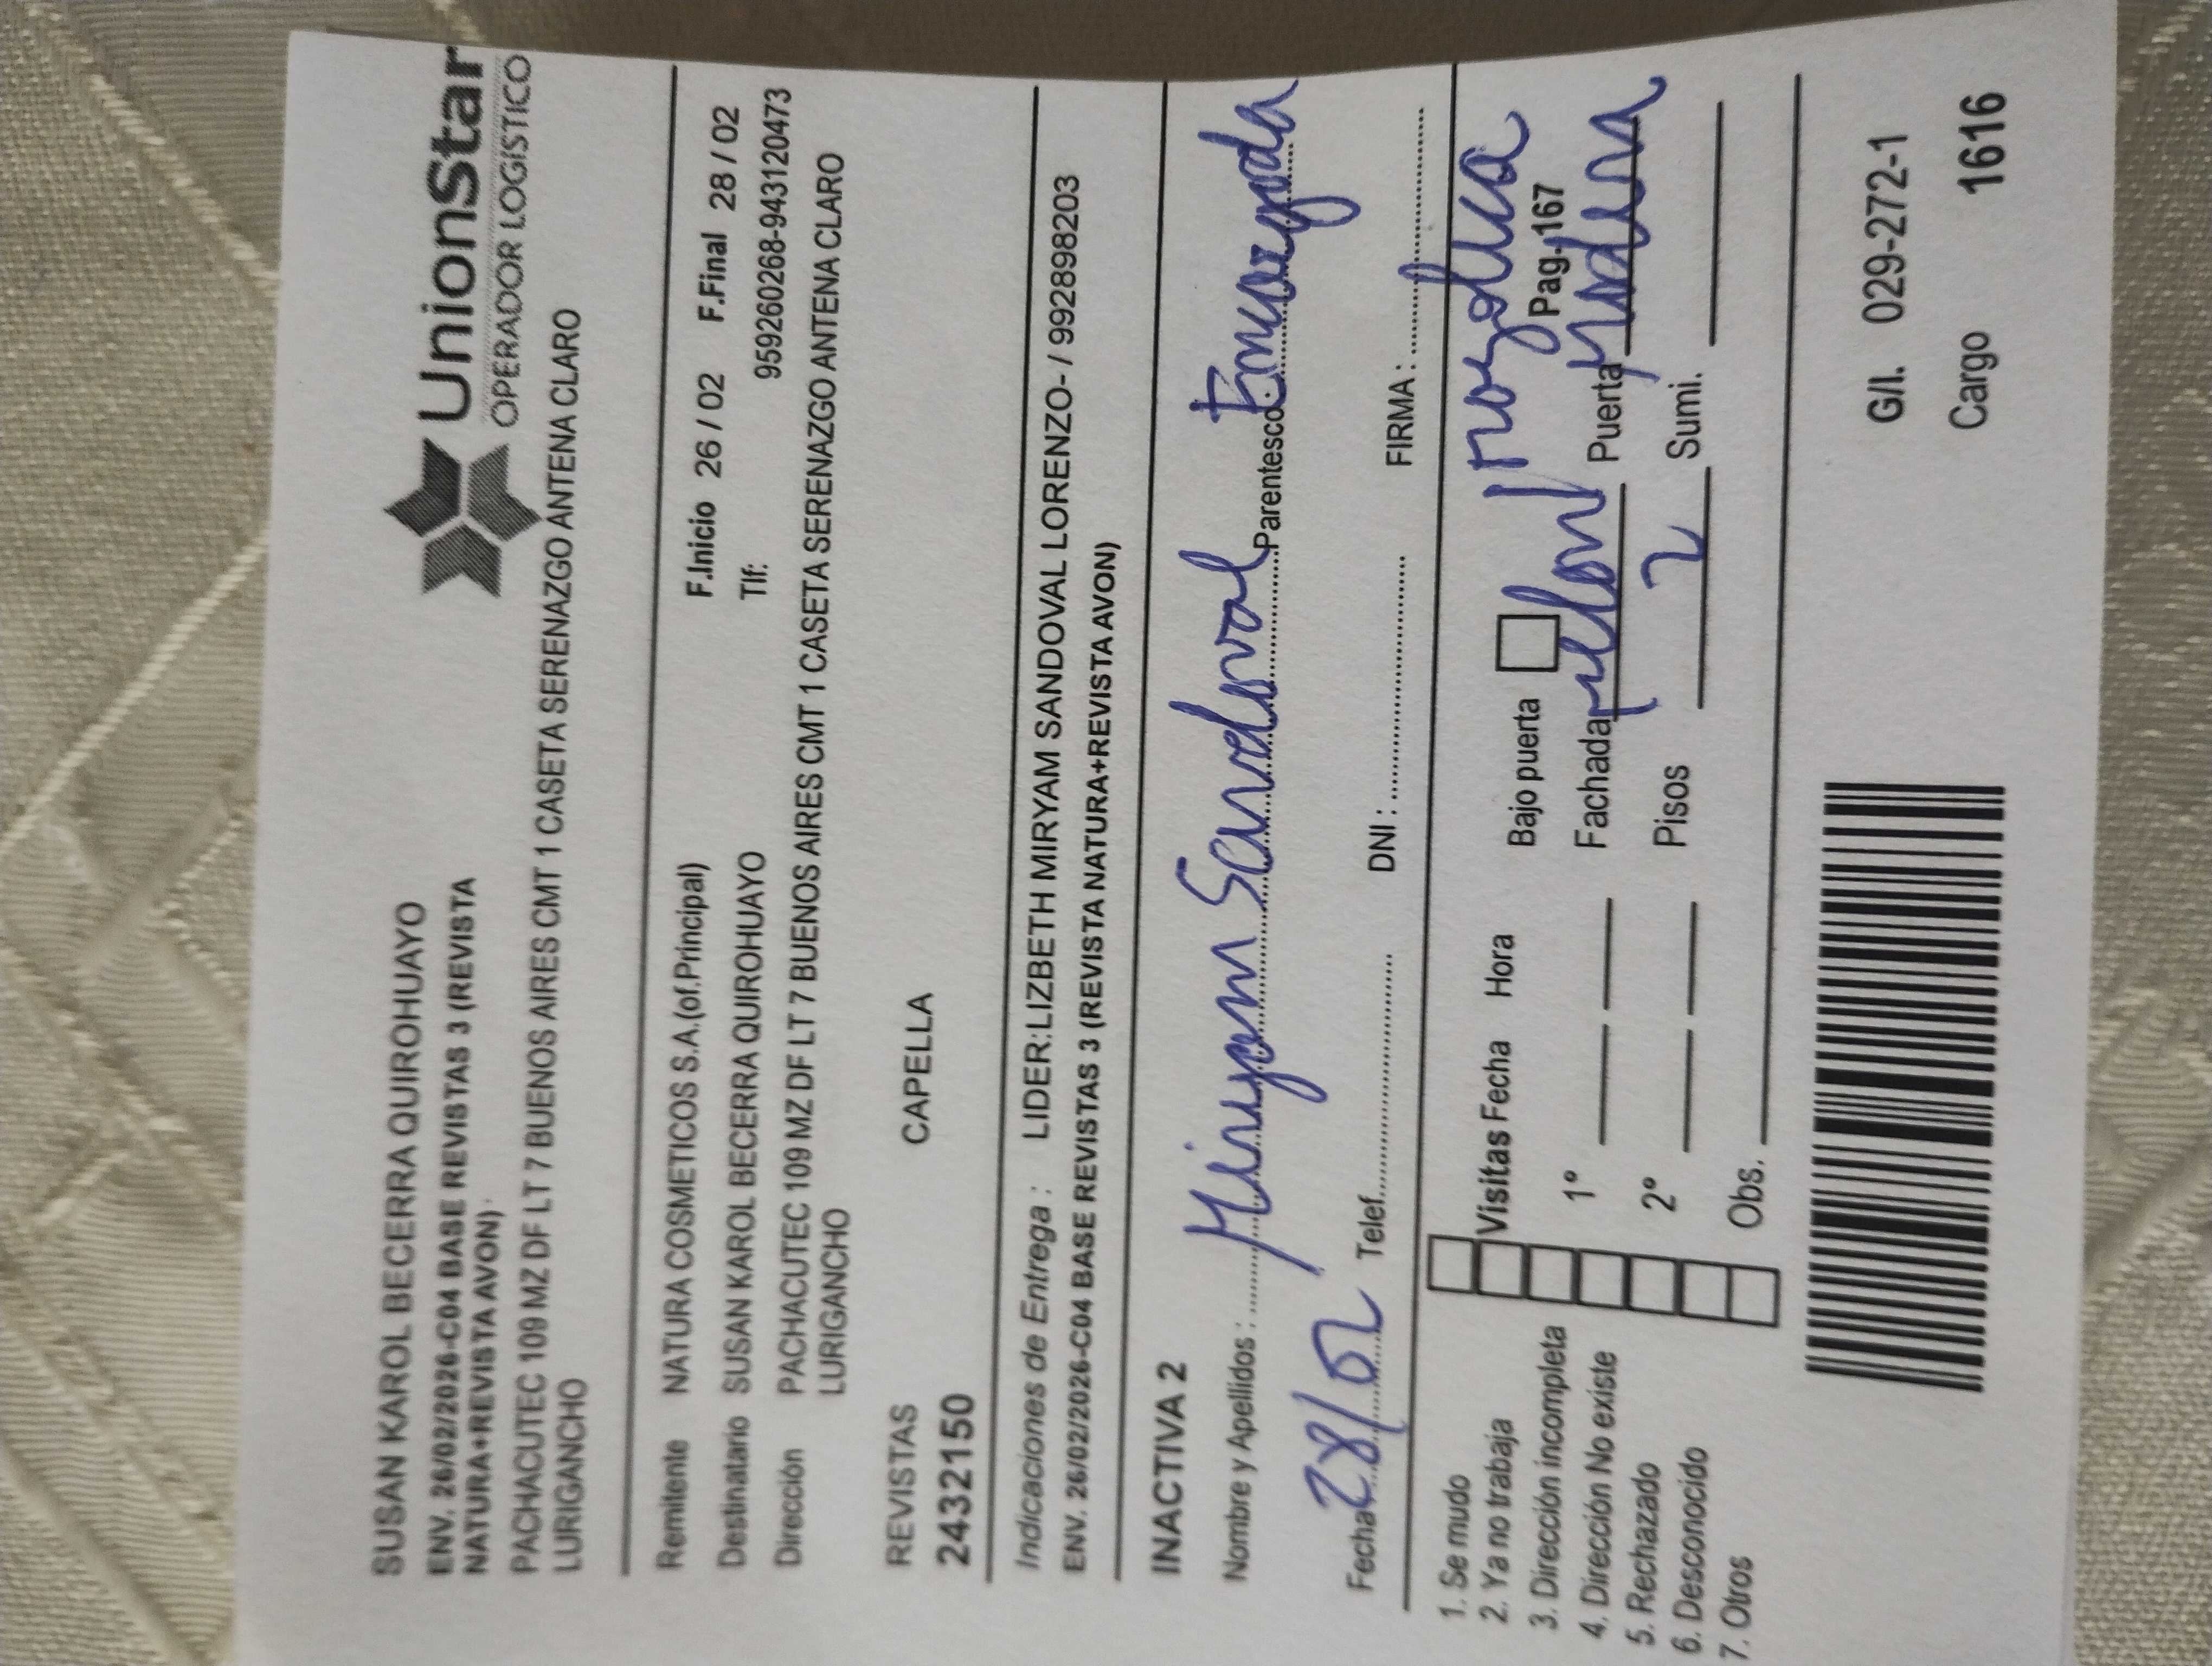 UnionStar
OPERADOR LOGÍSTICO
SUSAN KAROL BECERRA QUIROHUAYO
ENV. 26/02/2026-C04 BASE REVISTAS 3 (REVISTA
NATURA+REVISTA AVON)
PACHACUTEC 109 MZ DF LT 7 BUENOS AIRES CMT 1 CASETA SERENAZGO ANTENA CLARO
LURIGANCHO
Remitente NATURA COSMETICOS S.A.(of.Principal) F.Inicio 26 / 02 F.Final 28 / 02
Destinatario SUSAN KAROL BECERRA QUIROHUAYO Tlf: 959260268-943120473
Dirección PACHACUTEC 109 MZ DF LT 7 BUENOS AIRES CMT 1 CASETA SERENAZGO ANTENA CLARO
LURIGANCHO
REVISTAS CAPELLA
2432150
Indicaciones de Entrega : LIDER:LIZBETH MIRYAM SANDOVAL LORENZO- / 992898203
ENV. 26/02/2026-C04 BASE REVISTAS 3 (REVISTA NATURA+REVISTA AVON)
INACTIVA 2
Nombre y Apellidos : Miryam Sandoval Parentesco: Encargada
Fecha 28/02 Telef. DNI : FIRMA :
1. Se mudo
2. Ya no trabaja
3. Dirección incompleta
4. Dirección No existe
5. Rechazado
6. Desconocido
7. Otros
Visitas Fecha Hora
1°
2°
Obs.
Bajo puerta Pag.-167
Fachada Puerta madera
Pisos 2 Sumi.
G/I. 029-272-1
Cargo 1616